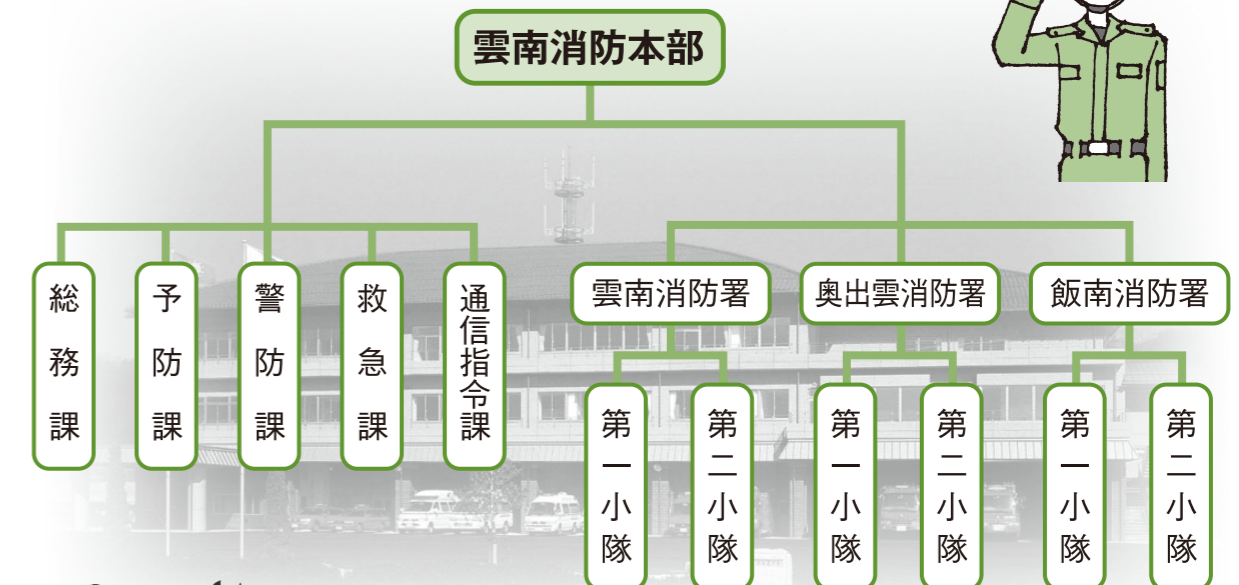 雲南消防本部
総務課
予防課
警防課
救急課
通信指令課
雲南消防署
奥出雲消防署
飯南消防署
第一小隊
第二小隊
第一小隊
第二小隊
第一小隊
第二小隊